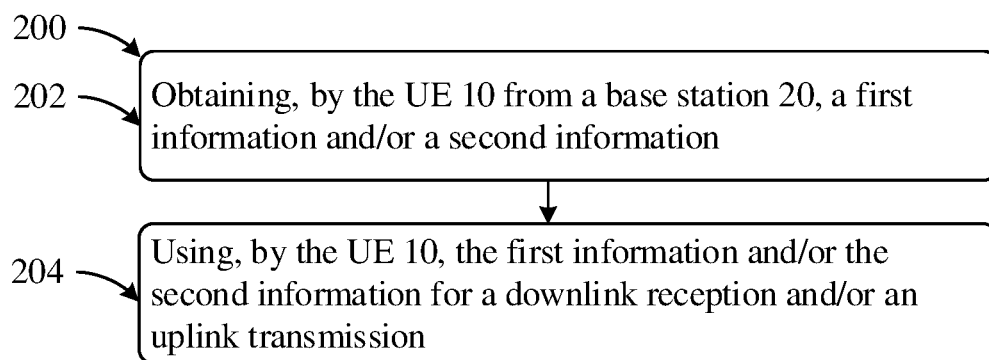 200
202
Obtaining, by the UE 10 from a base station 20, a first
information and/or a second information
204
Using, by the UE 10, the first information and/or the
second information for a downlink reception and/or an
uplink transmission